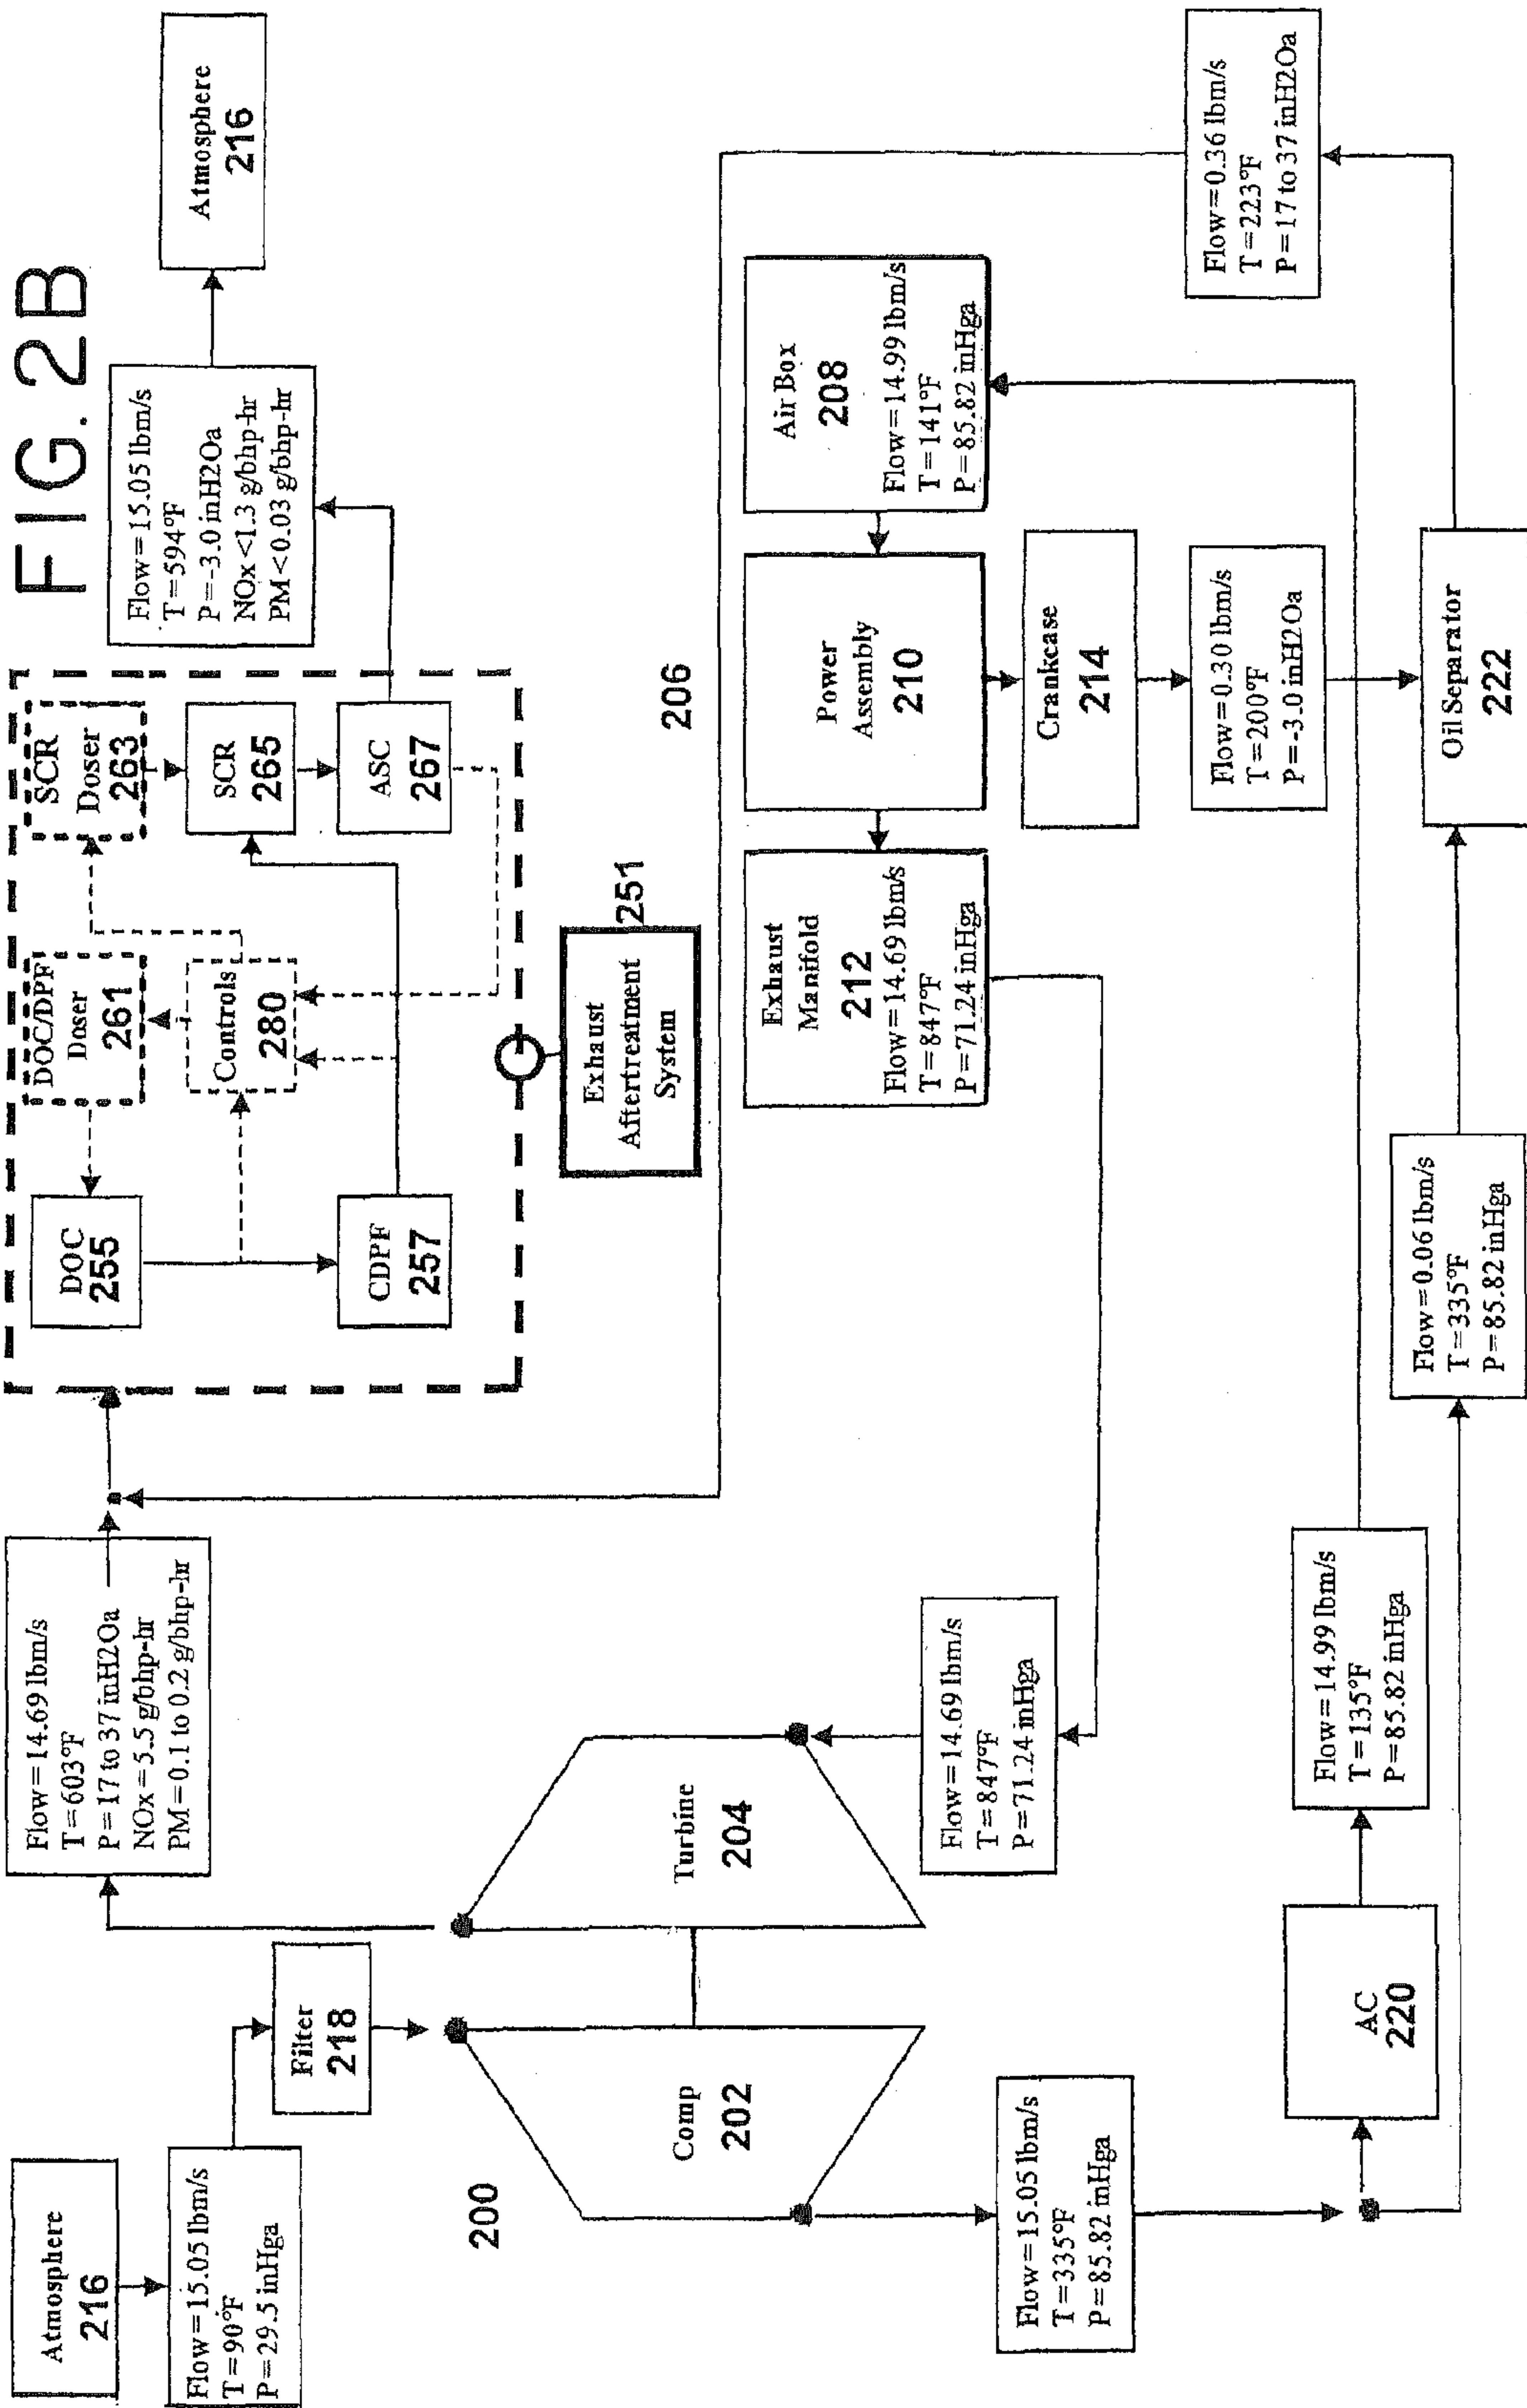 FIG. 2B
Atmosphere
216
Flow=15.05 lbm/s
T=90°F
P=29.5 inHga
Filter
218
200
Comp
202
Turbine
204
Flow=14.69 lbm/s
T=603°F
P=17 to 37 inH2Oa
NOx=5.5 g/bhp-hr
PM=0.1 to 0.2 g/bhp-hr
DOC
255
DOC/DPF
Doser
261
SCR
Doser
263
Controls
280
CDPF
257
SCR
265
ASC
267
Exhaust
Aftertreatment
System
251
Flow=15.05 lbm/s
T=594°F
P=-3.0 inH2Oa
NOx<1.3 g/bhp-hr
PM<0.03 g/bhp-hr
Atmosphere
216
206
Exhaust
Manifold
212
Flow=14.69 lbm/s
T=847°F
P=71.24 inHga
Power
Assembly
210
Air Box
208
Flow=14.99 lbm/s
T=141°F
P=85.82 inHga
Crankcase
214
Flow=0.30 lbm/s
T=200°F
P=-3.0 inH2Oa
Flow=14.69 lbm/s
T=847°F
P=71.24 inHga
Flow=15.05 lbm/s
T=335°F
P=85.82 inHga
AC
220
Flow=14.99 lbm/s
T=135°F
P=85.82 inHga
Flow=0.06 lbm/s
T=335°F
P=85.82 inHga
Oil Separator
222
Flow=0.36 lbm/s
T=223°F
P=17 to 37 inH2Oa